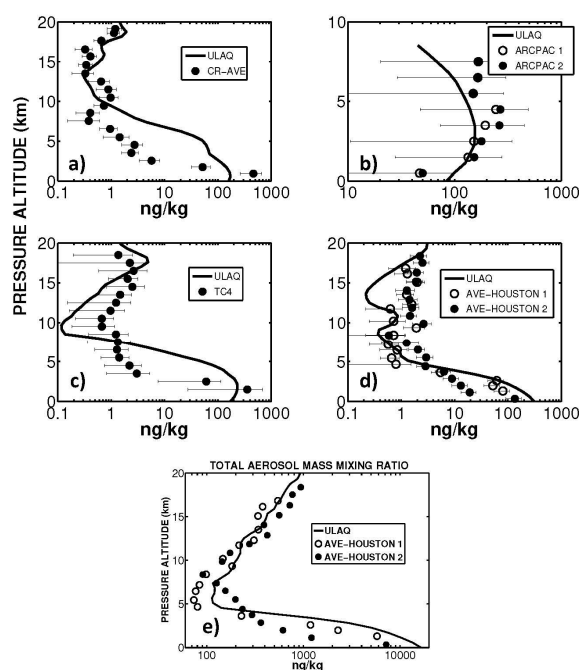 20
15
10
5
0
a)
ULAQ
CR-AVE
0.1 1 10 100 1000
ng/kg
10
5
0
b)
ULAQ
ARCPAC 1
ARCPAC 2
10 100 1000
ng/kg
PRESSURE ALTITUDE (km)
20
15
10
5
0
c)
ULAQ
TC4
0.1 1 10 100 1000
ng/kg
20
15
10
5
0
d)
ULAQ
AVE-HOUSTON 1
AVE-HOUSTON 2
0.1 1 10 100 1000
ng/kg
TOTAL AEROSOL MASS MIXING RATIO
PRESSURE ALTITUDE (km)
20
15
10
5
0
ULAQ
AVE-HOUSTON 1
AVE-HOUSTON 2
e)
100 1000 10000
ng/kg